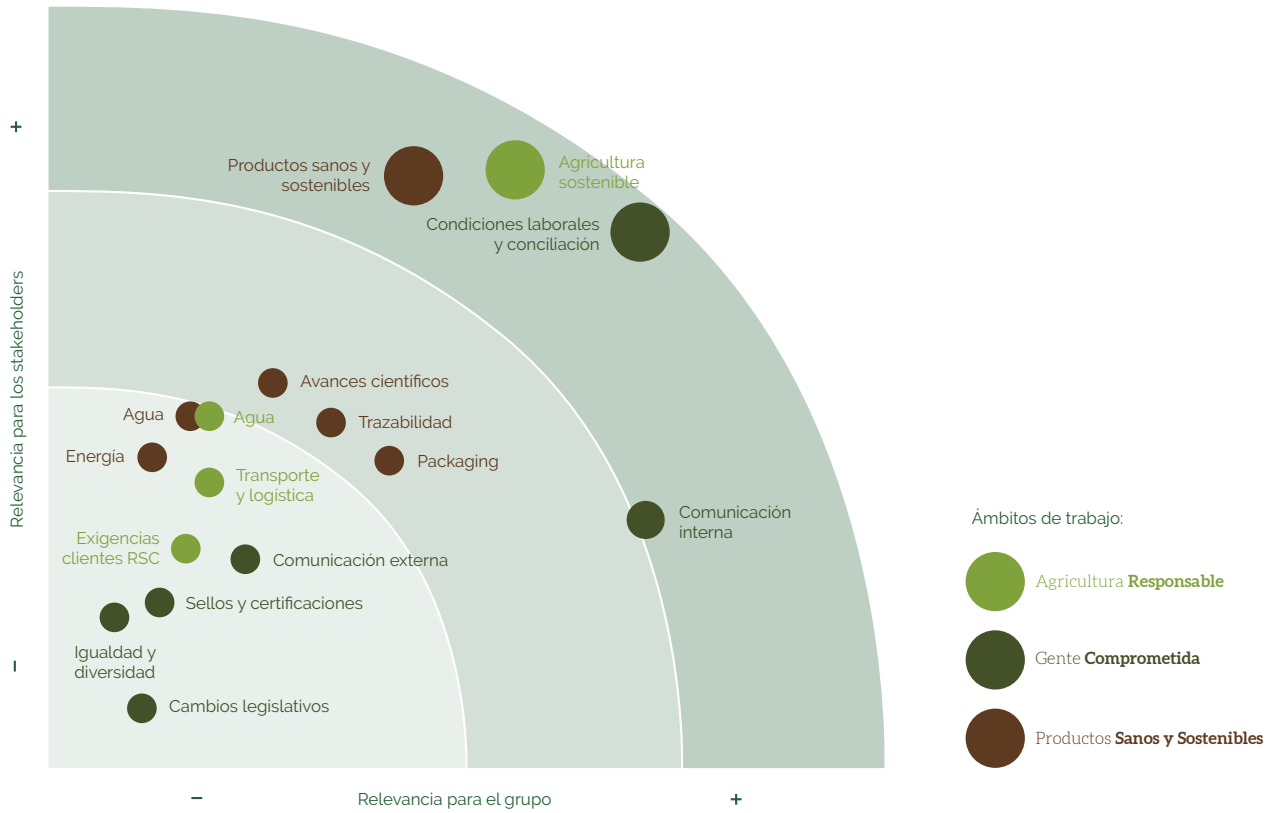 +
Relevancia para los stakeholders
–
Productos sanos y
sostenibles
Agricultura
sostenible
Condiciones laborales
y conciliación
Avances científicos
Agua
Agua
Trazabilidad
Energía
Packaging
Transporte
y logística
Comunicación
interna
Exigencias
clientes RSC
Comunicación externa
Sellos y certificaciones
Igualdad y
diversidad
Cambios legislativos
–
Relevancia para el grupo
+
Ámbitos de trabajo:
Agricultura Responsable
Gente Comprometida
Productos Sanos y Sostenibles